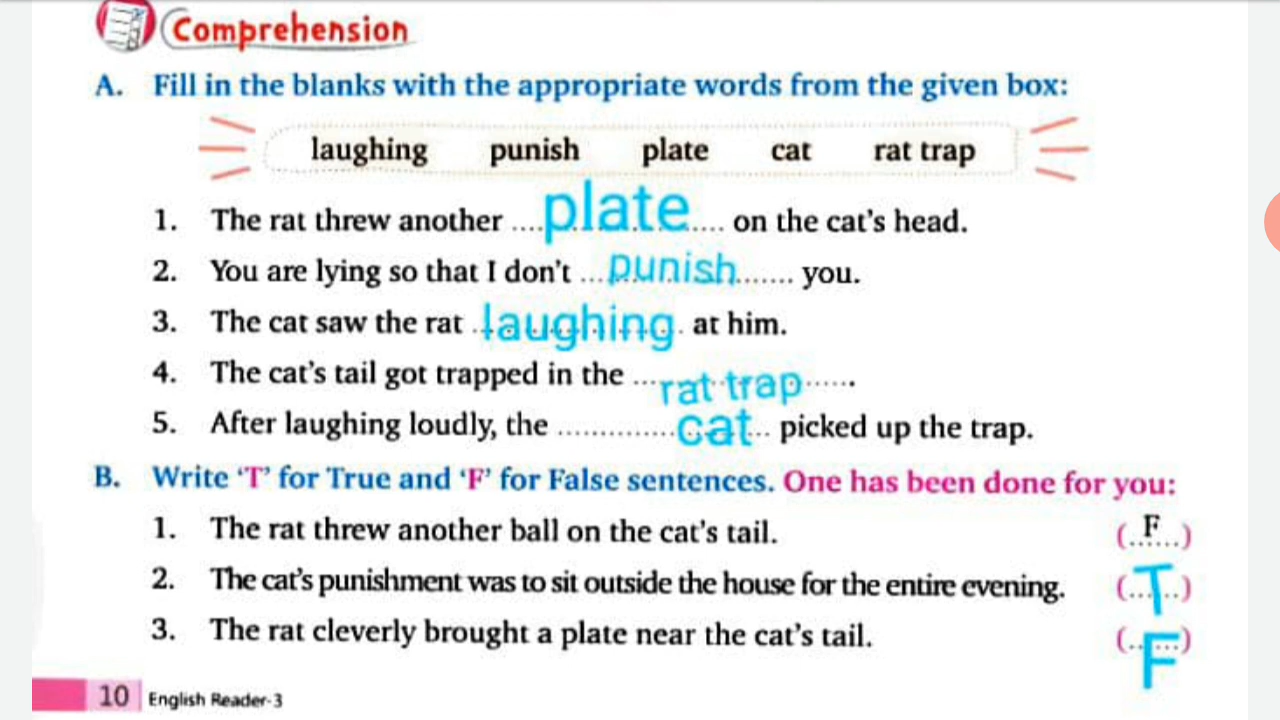 Comprehension
A. Fill in the blanks with the appropriate words from the given box:
laughing punish plate cat rat trap
1. The rat threw another ....plate.... on the cat's head.
2. You are lying so that I don't ...punish....... you.
3. The cat saw the rat .laughing. at him.
4. The cat's tail got trapped in the ...rat trap.......
5. After laughing loudly, the .............cat... picked up the trap.
B. Write 'T' for True and 'F' for False sentences. One has been done for you:
1. The rat threw another ball on the cat's tail. (..F...)
2. The cat's punishment was to sit outside the house for the entire evening. (...T..)
3. The rat cleverly brought a plate near the cat's tail. (..F...)
10 English Reader-3